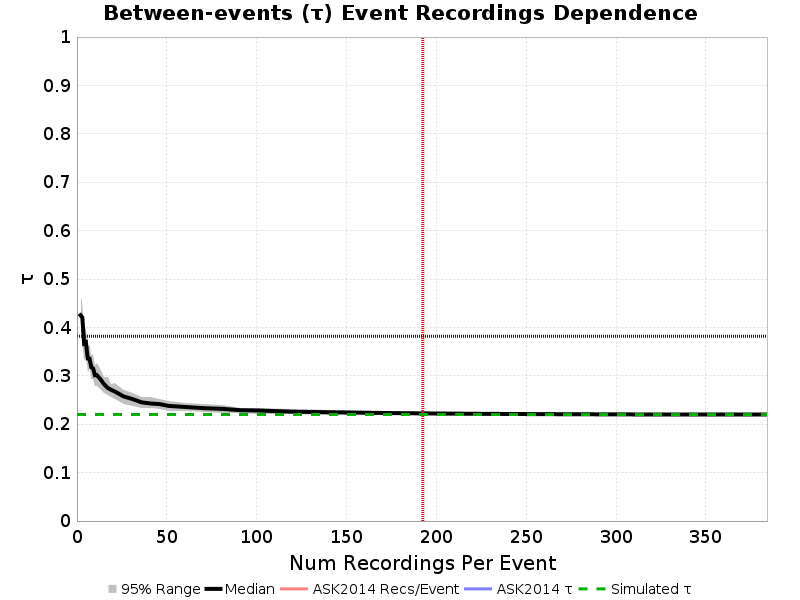 Between-events (τ) Event Recordings Dependence
1
0.9
0.8
0.7
0.6
0.5
0.4
0.3
0.2
0.1
0
τ
0 50 100 150 200 250 300 350
Num Recordings Per Event
95% Range Median ASK2014 Recs/Event ASK2014 τ Simulated τ